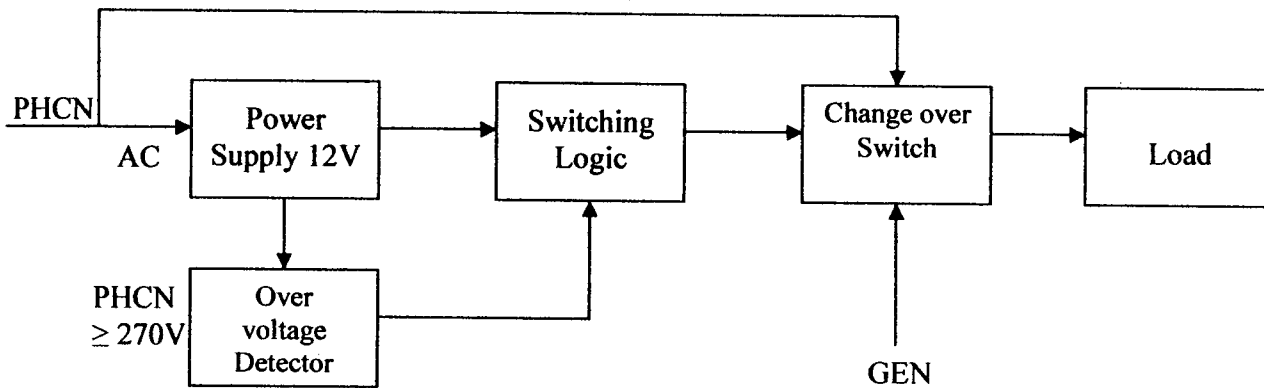 PHCN
AC
Power
Supply 12V
Switching
Logic
Change over
Switch
Load
PHCN
≥ 270V
Over
voltage
Detector
GEN